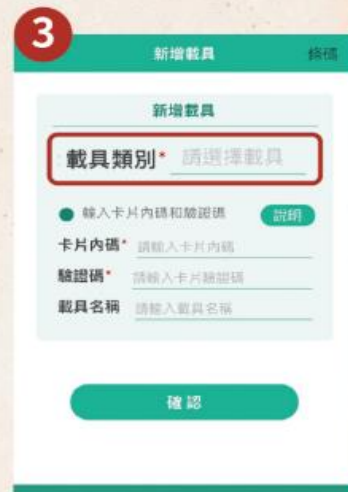 3
新增載具 條碼
新增載具
載具類別* 請選擇載具
輸入卡片內碼和驗證碼 說明
卡片內碼* 請輸入卡片內碼
驗證碼* 請輸入卡片驗證碼
載具名稱 請輸入載具名稱
確認